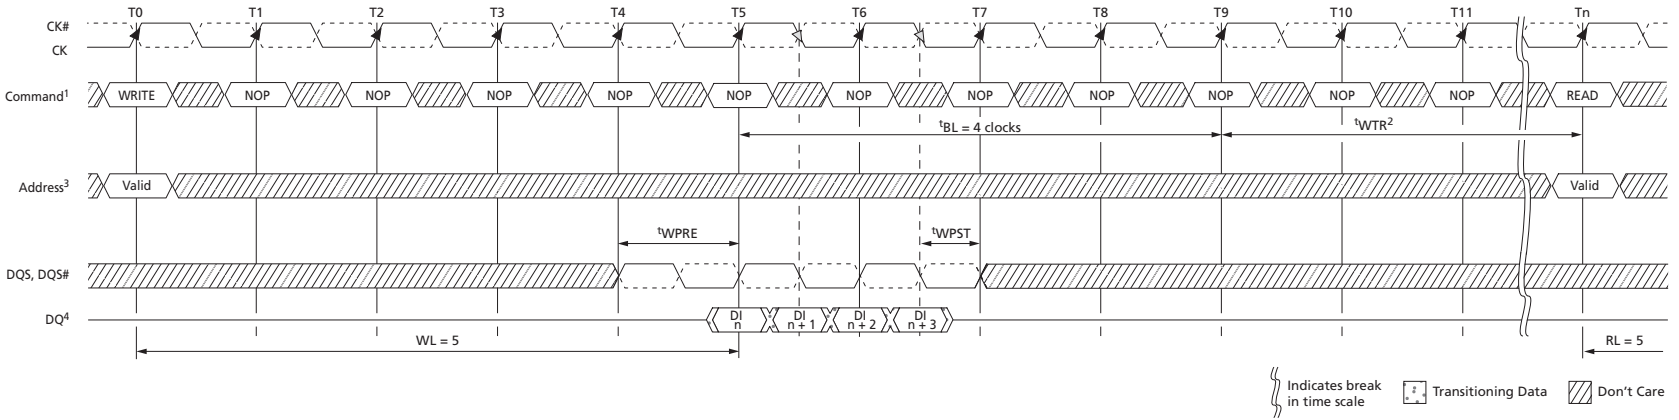 T0 T1 T2 T3 T4 T5 T6 T7 T8 T9 T10 T11 Tn
CK#
CK
Command1 WRITE NOP NOP NOP NOP NOP NOP NOP NOP NOP NOP NOP READ
tBL = 4 clocks tWTR2
Address3 Valid Valid
tWPRE tWPST
DQS, DQS#
DQ4 DI n DI n + 1 DI n + 2 DI n + 3
WL = 5 RL = 5
Indicates break in time scale
Transitioning Data
Don't Care